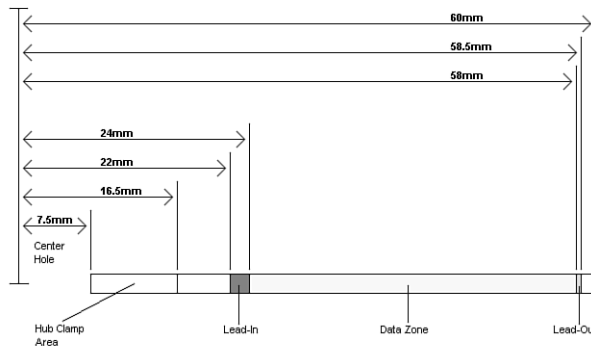 60mm
58.5mm
58mm
24mm
22mm
16.5mm
7.5mm
Center
Hole
Hub Clamp
Area
Lead-In
Data Zone
Lead-Ou